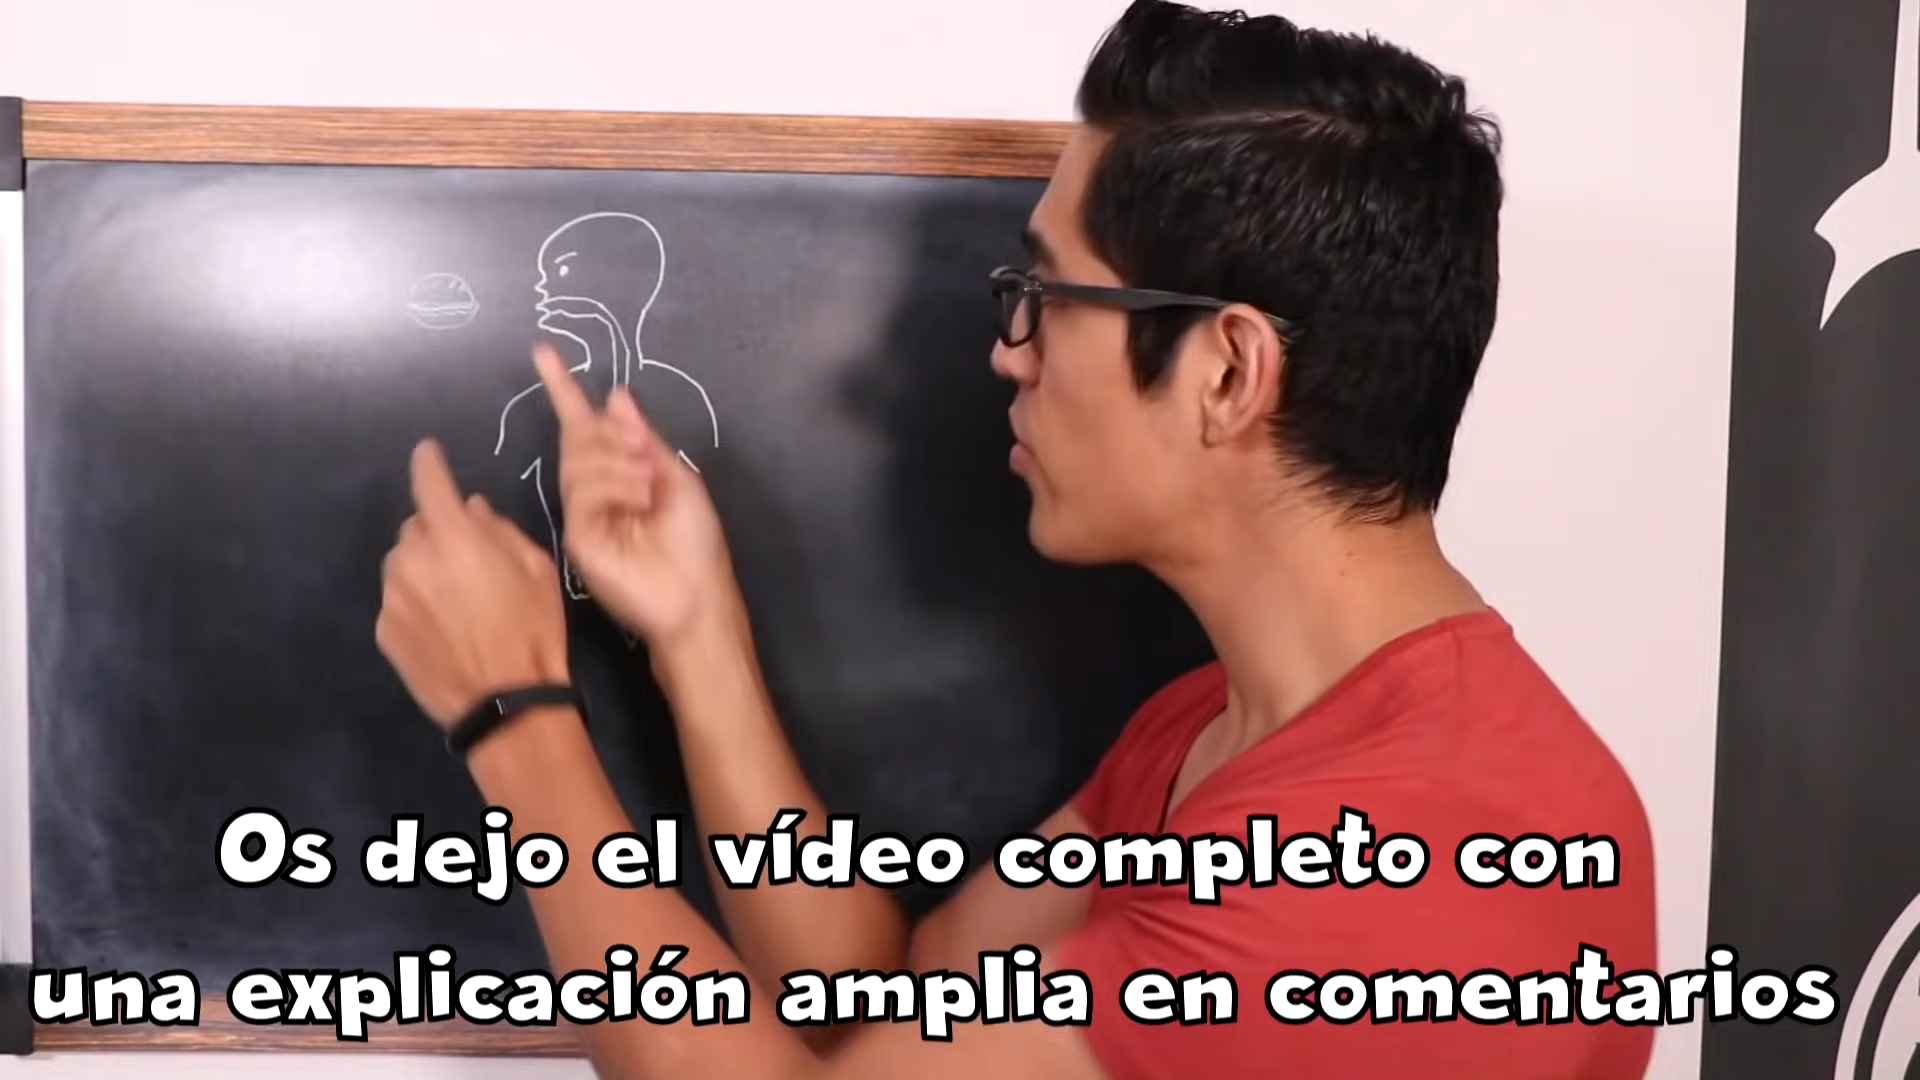 Os dejo el vídeo completo con
una explicación amplia en comentarios